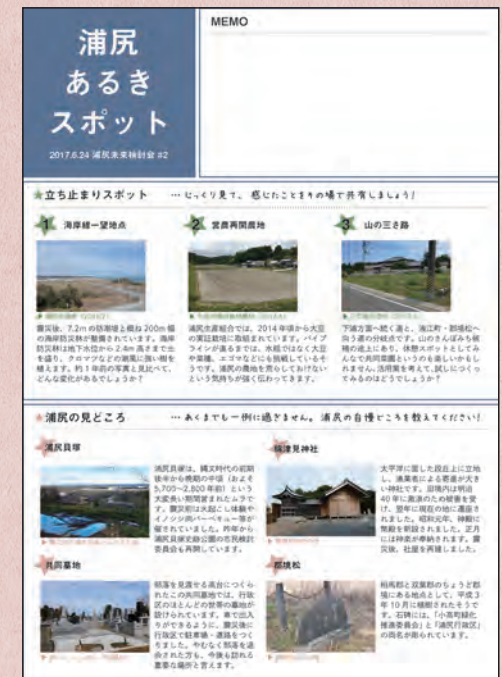 浦尻
あるき
スポット
2017.6.24 浦尻未来検討会 #2
MEMO
★立ち止まりスポット …じっくり見て、感じたことをその場で共有しましょう!
1 海岸線一望地点
震災後、7.2mの防潮堤と概ね200m幅
の海岸防災林が整備されています。海岸
防災林は地下水位から2.4m高さまで土
を盛り、クロマツなどの潮風に強い樹を
植えます。約1年前の写真と見比べて、
どんな変化があるでしょうか?
2 営農再開農地
浦尻生産組合では、2014年頃から大豆
の実証栽培に取組まれています。パイプ
ラインが直るまでは、水稲ではなく大豆
や菜種、エゴマなどにも挑戦しているそ
うです。浦尻の農地を荒らしておけない
という気持ちが強く伝わってきます。
3 山の三さ路
下浦方面へ続く道と、浪江町・郡境松へ
向う道の分岐点です。山のきんぼみち候
補の途上にあり、休憩スポットとしてみ
んなで共同菜園というのも楽しいかもし
れません。活用案を考えて、試しにつくっ
てみるのはどうでしょうか?
★浦尻の見どころ …あくまでも一例に過ぎません。浦尻の自慢どころを教えてください!
浦尻貝塚
浦尻貝塚は、縄文時代の前期
後半から晩期の中頃(およそ
5,700~2,800年前)という
大変長い期間営まれたムラで
す。震災前は火起こし体験や
イノシシ肉バーベキュー等が
催されていました。昨年から
浦尻貝塚史跡公園の市民検討
委員会も再開しています。
綿津見神社
太平洋に面した段丘上に立地
し、漁業者による寄進が大き
い神社です。旧境内は明治
40年に激浪のため被害を受
け、翌年に現在の地に遷座さ
れました。昭和元年、神殿に
幣殿を新設されました。正月
には神楽が奉納されます。震
災後、社屋を再建しました。
共同墓地
部落を見渡せる高台につくら
れたこの共同墓地では、行政
区のほとんどの世帯の墓地が
設けられています。車で出入
りができるように、震災後に
行政区で駐車場・道路をつく
りました。やむなく部落を退
会された方も、今後も訪れる
重要な場所と言えます。
郡境松
相馬郡と双葉郡のちょうど郡
境にある地点として、平成3
年10月に植樹されたそうで
す。石碑には、「小高町緑化
推進委員会」と「浦尻行政区」
の両名が彫られています。